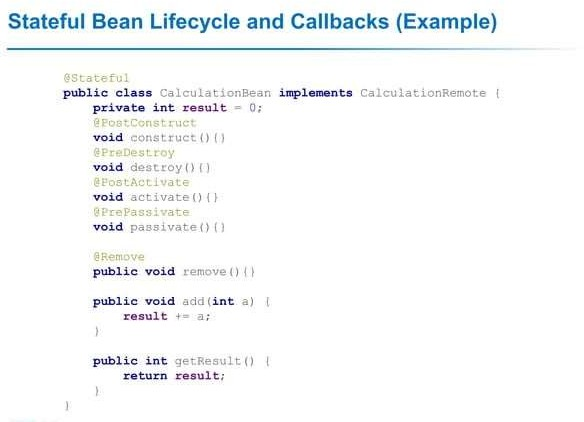 Stateful Bean Lifecycle and Callbacks (Example)
@Stateful
public class CalculationBean implements CalculationRemote {
private int result = 0;
@PostConstruct
void construct(){}
@PreDestroy
void destroy(){}
@PostActivate
void activate(){}
@PrePassivate
void passivate(){}
@Remove
public void remove(){}
public void add(int a) {
result += a;
}
public int getResult() {
return result;
}
}